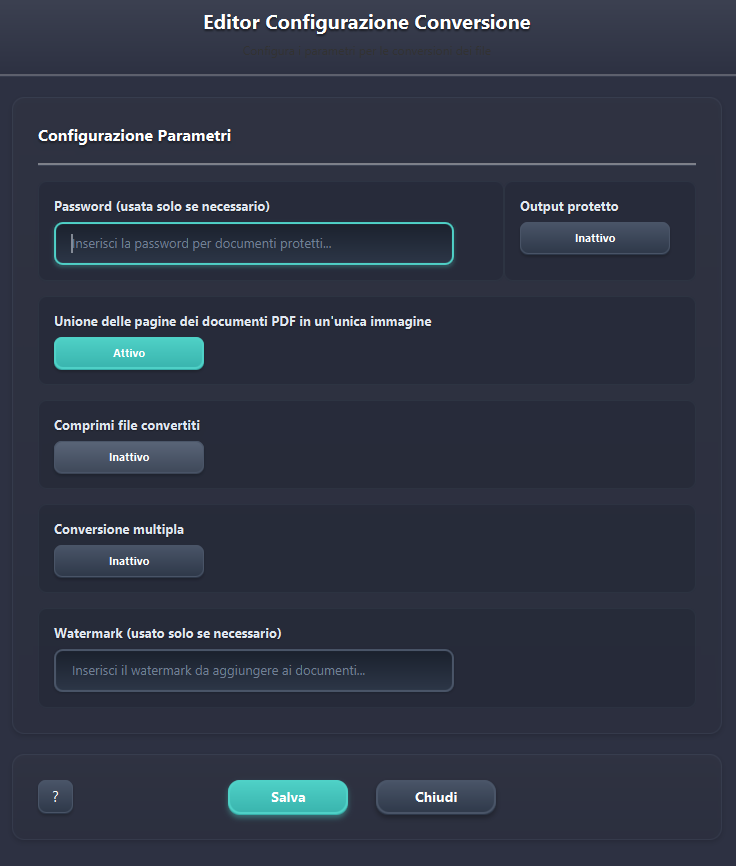 Editor Configurazione Conversione
Configurazione Parametri
Password (usata solo se necessario)
Output protetto
Inserisci la password per documenti protetti...
Inattivo
Unione delle pagine dei documenti PDF in un'unica immagine
Attivo
Comprimi file convertiti
Inattivo
Conversione multipla
Inattivo
Watermark (usato solo se necessario)
Inserisci il watermark da aggiungere ai documenti...
?
Salva
Chiudi